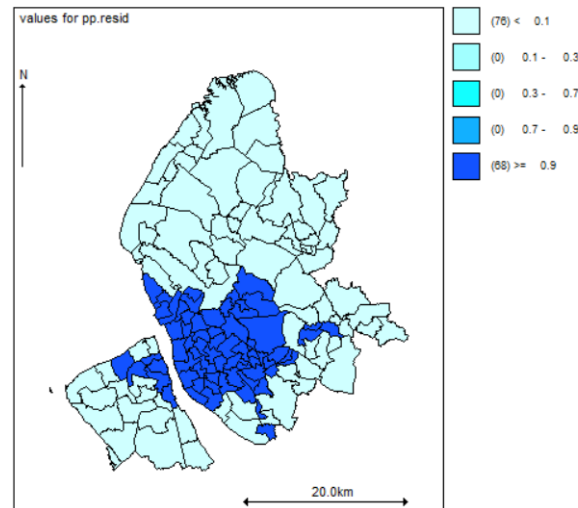 values for pp.resid
N
(76) < 0.1
(0) 0.1 - 0.3
(0) 0.3 - 0.7
(0) 0.7 - 0.9
(68) >= 0.9
20.0km